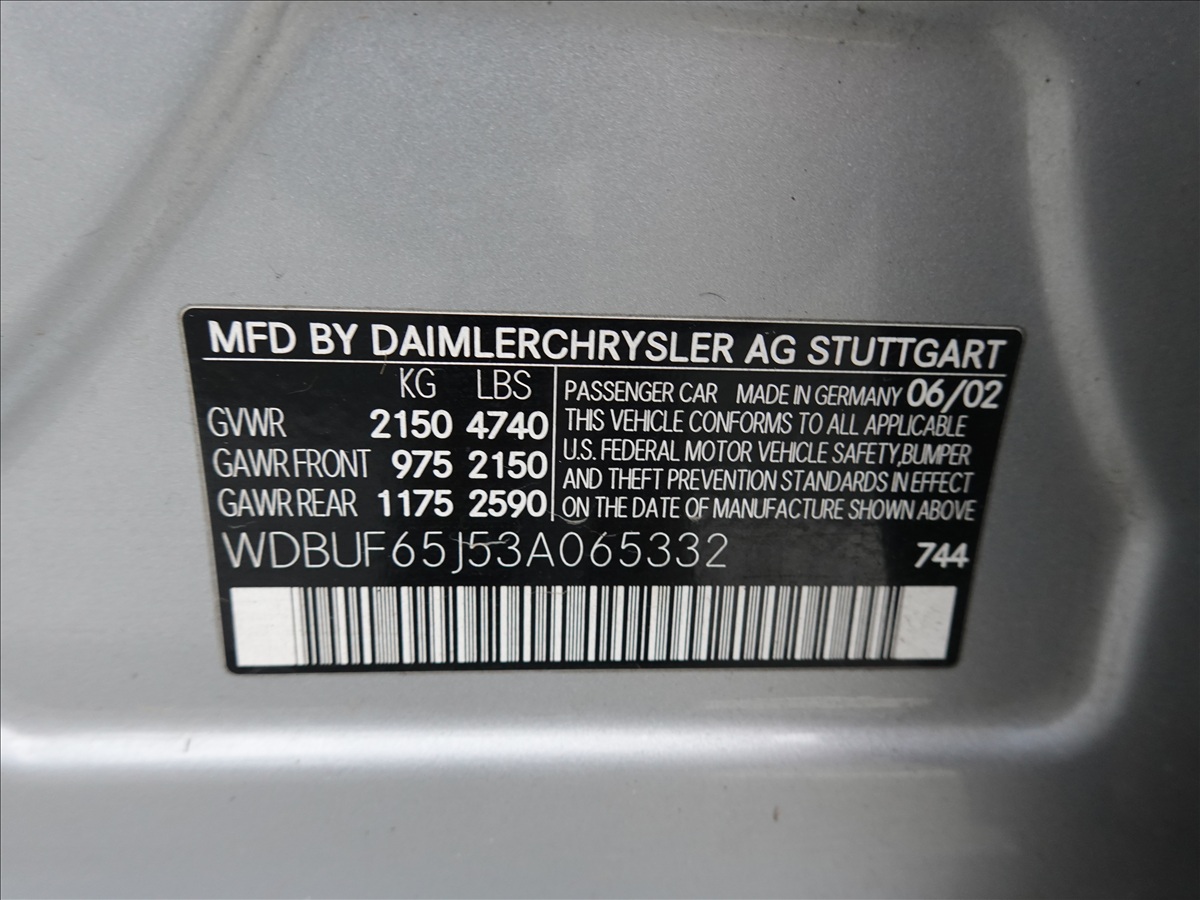 MFD BY DAIMLERCHRYSLER AG STUTTGART
KG LBS
GVWR 2150 4740
GAWR FRONT 975 2150
GAWR REAR 1175 2590
PASSENGER CAR MADE IN GERMANY 06/02
THIS VEHICLE CONFORMS TO ALL APPLICABLE
U.S. FEDERAL MOTOR VEHICLE SAFETY,BUMPER
AND THEFT PREVENTION STANDARDS IN EFFECT
ON THE DATE OF MANUFACTURE SHOWN ABOVE
WDBUF65J53A065332 744